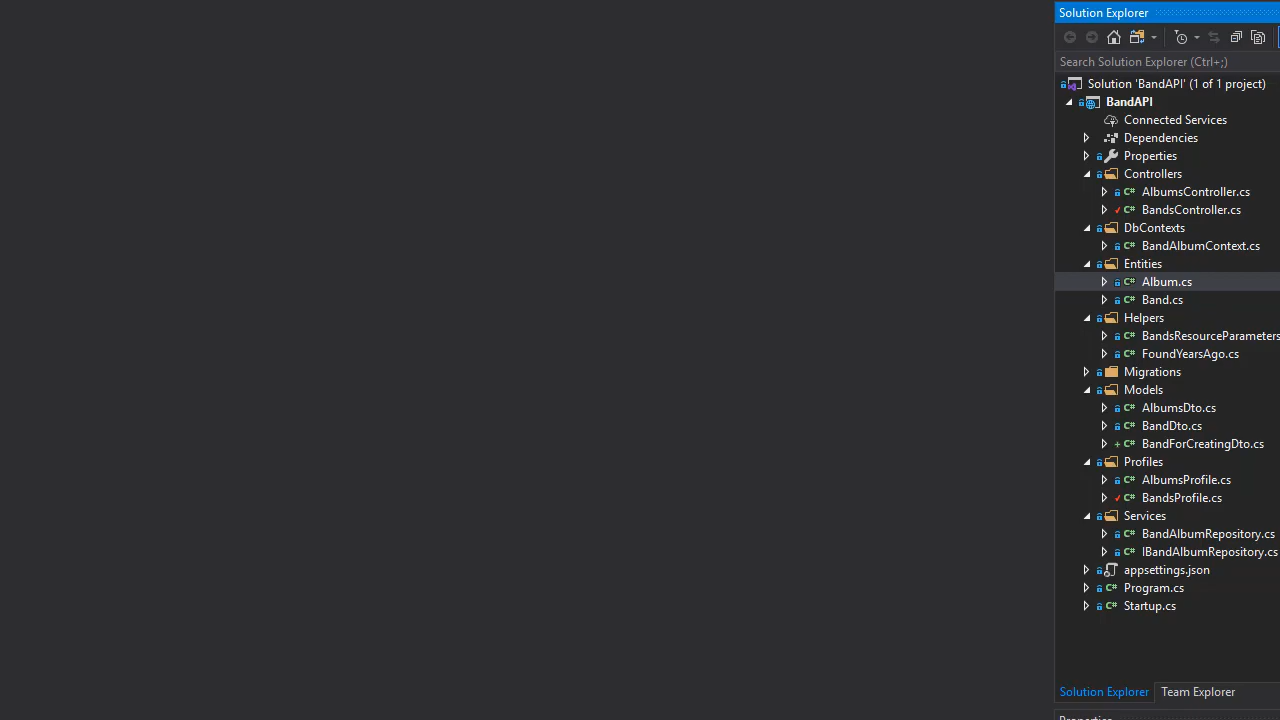 Solution Explorer
Search Solution Explorer (Ctrl+;)
Solution 'BandAPI' (1 of 1 project)
BandAPI
Connected Services
Dependencies
Properties
Controllers
C# AlbumsController.cs
C# BandsController.cs
DbContexts
C# BandAlbumContext.cs
Entities
C# Album.cs
C# Band.cs
Helpers
C# BandsResourceParameters
C# FoundYearsAgo.cs
Migrations
Models
C# AlbumsDto.cs
C# BandDto.cs
C# BandForCreatingDto.cs
Profiles
C# AlbumsProfile.cs
C# BandsProfile.cs
Services
C# BandAlbumRepository.cs
C# IBandAlbumRepository.cs
appsettings.json
C# Program.cs
C# Startup.cs
Solution Explorer Team Explorer
Properties